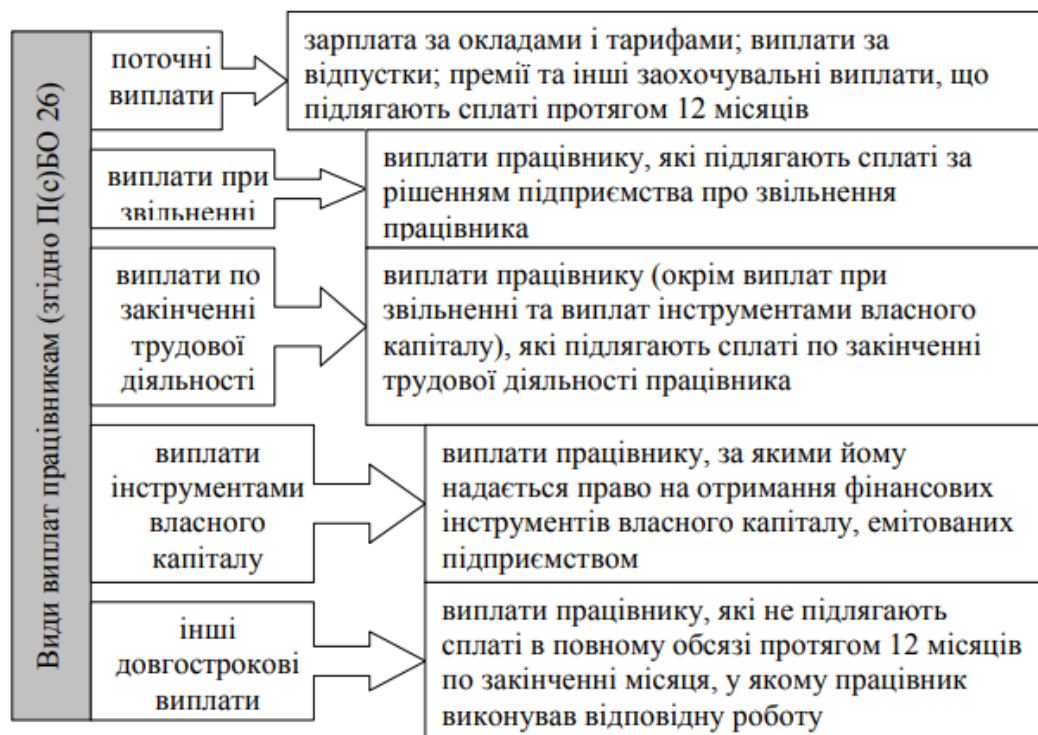 Види виплат працівникам (згідно П(с)БО 26)
поточні
виплати
зарплата за окладами і тарифами; виплати за
відпустки; премії та інші заохочувальні виплати, що
підлягають сплаті протягом 12 місяців
виплати при
звільненні
виплати працівнику, які підлягають сплаті за
рішенням підприємства про звільнення
працівника
виплати по
закінченні
трудової
діяльності
виплати працівнику (окрім виплат при
звільненні та виплат інструментами власного
капіталу), які підлягають сплаті по закінченні
трудової діяльності працівника
виплати
інструментами
власного
капіталу
виплати працівнику, за якими йому
надається право на отримання фінансових
інструментів власного капіталу, емітованих
підприємством
інші
довгострокові
виплати
виплати працівнику, які не підлягають
сплаті в повному обсязі протягом 12 місяців
по закінченні місяця, у якому працівник
виконував відповідну роботу